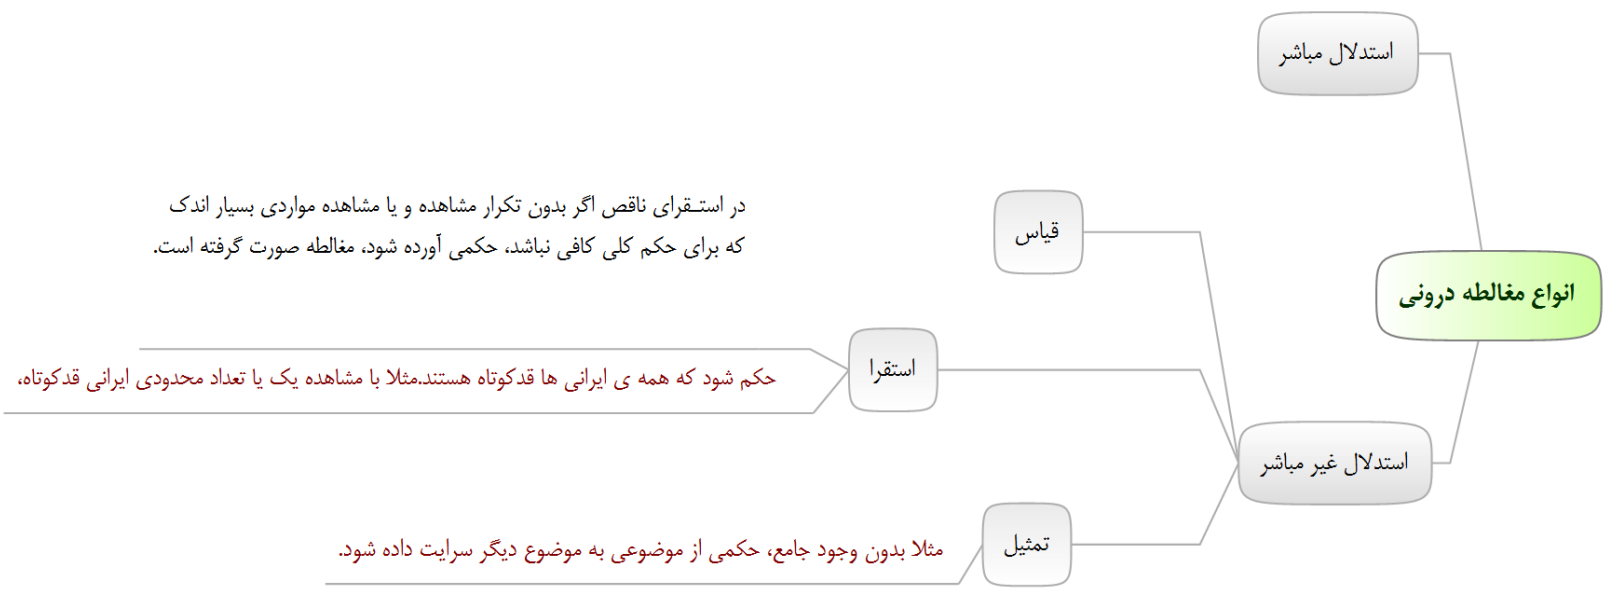 انواع مغالطه درونی
استدلال مباشر
استدلال غیر مباشر
قیاس
استقرا
در استـقرای ناقص اگر بدون تکرار مشاهده و یا مشاهده مواردی بسیار اندک
که برای حکم کلی کافی نباشد، حکمی آورده شود، مغالطه صورت گرفته است.
حکم شود که همه ی ایرانی ها قدکوتاه هستند.مثلا با مشاهده یک یا تعداد محدودی ایرانی قدکوتاه،
تمثیل
مثلا بدون وجود جامع، حکمی از موضوعی به موضوع دیگر سرایت داده شود.